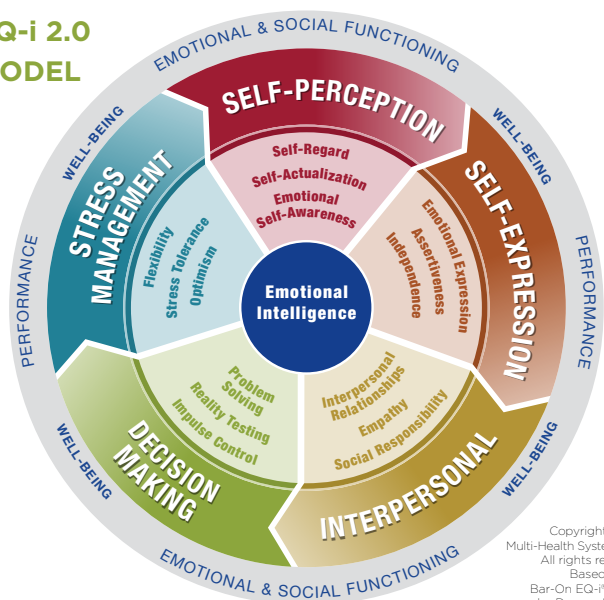 Q-i 2.0
ODEL
EMOTIONAL & SOCIAL FUNCTIONING
WELL-BEING
WELL-BEING
PERFORMANCE
PERFORMANCE
WELL-BEING
WELL-BEING
EMOTIONAL & SOCIAL FUNCTIONING
SELF-PERCEPTION
Self-Regard
Self-Actualization
Emotional
Self-Awareness
SELF-EXPRESSION
Emotional Expression
Assertiveness
Independence
INTERPERSONAL
Interpersonal
Relationships
Empathy
Social Responsibility
DECISION
MAKING
Problem
Solving
Reality Testing
Impulse Control
STRESS
MANAGEMENT
Flexibility
Stress Tolerance
Optimism
Emotional
Intelligence
Copyright
Multi-Health System
All rights re
Based
Bar-On EQ-i®